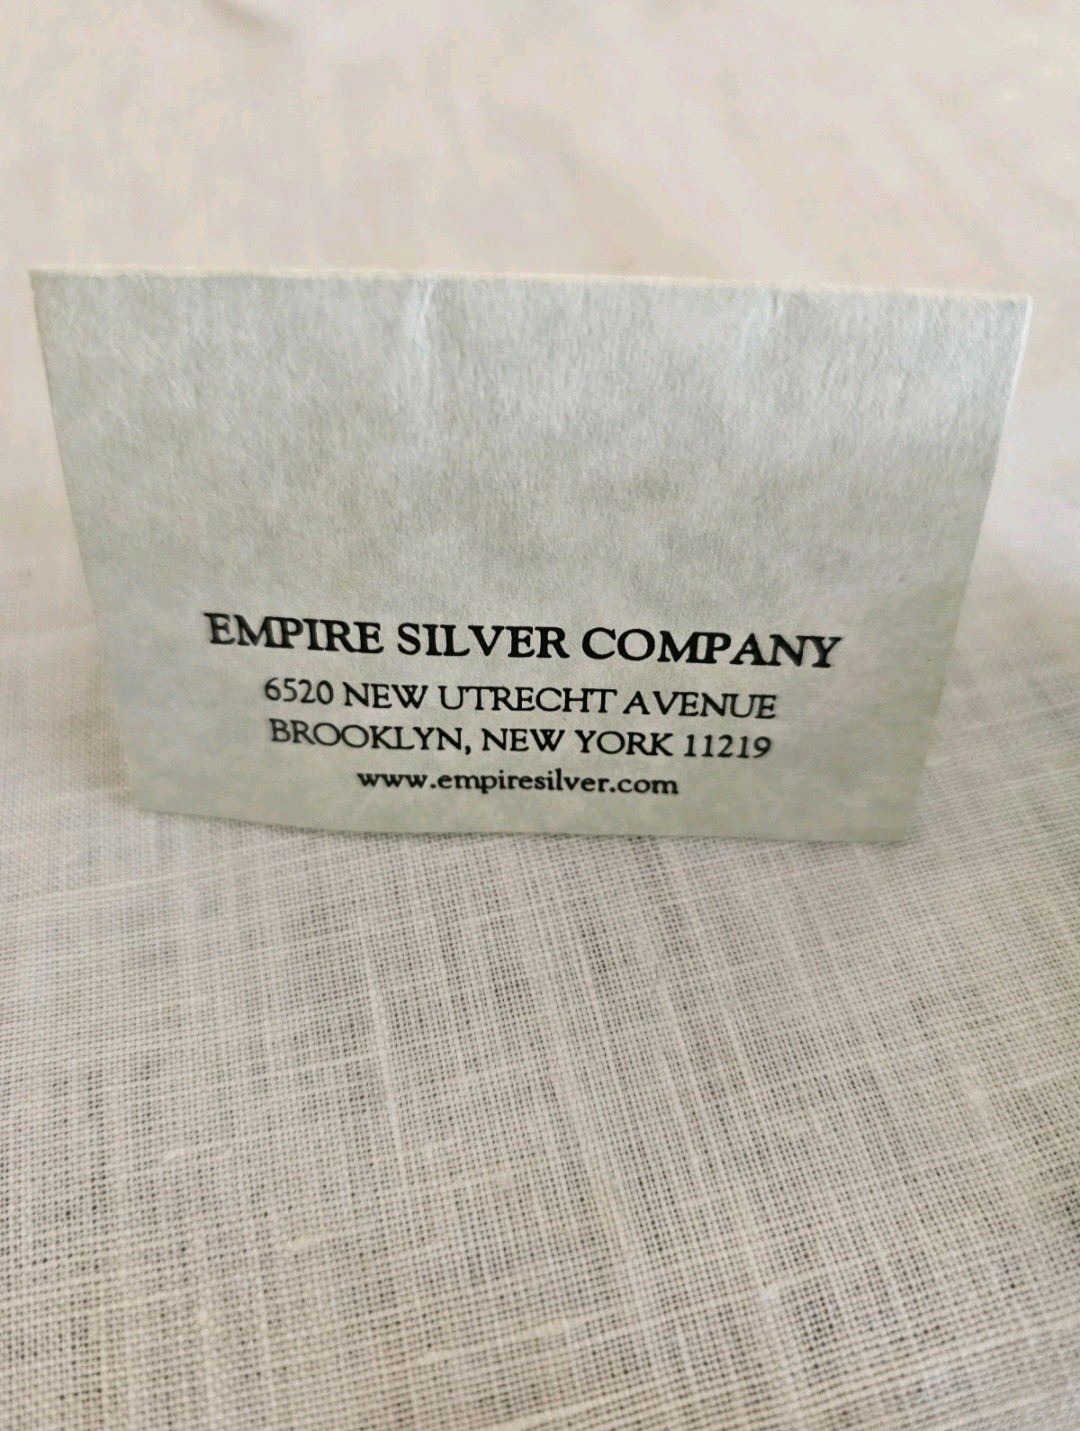 EMPIRE SILVER COMPANY
6520 NEW UTRECHT AVENUE
BROOKLYN, NEW YORK 11219
www.empiresilver.com